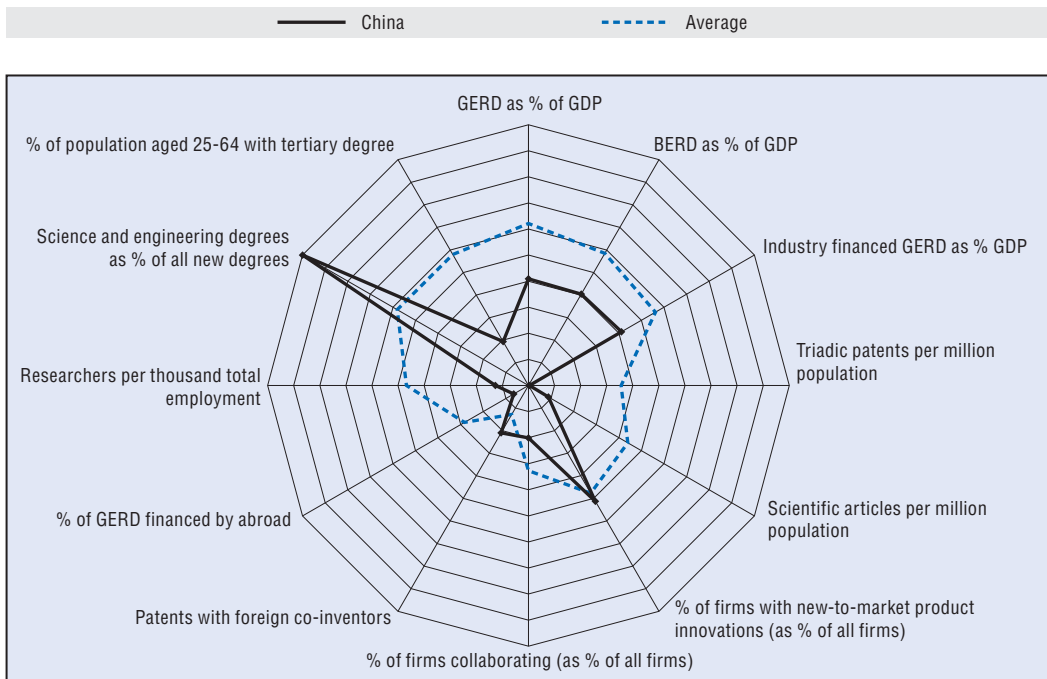 China
Average
GERD as % of GDP
% of population aged 25-64 with tertiary degree
BERD as % of GDP
Science and engineering degrees
as % of all new degrees
Industry financed GERD as % GDP
Researchers per thousand total
employment
Triadic patents per million
population
% of GERD financed by abroad
Scientific articles per million
population
Patents with foreign co-inventors
% of firms with new-to-market product
innovations (as % of all firms)
% of firms collaborating (as % of all firms)